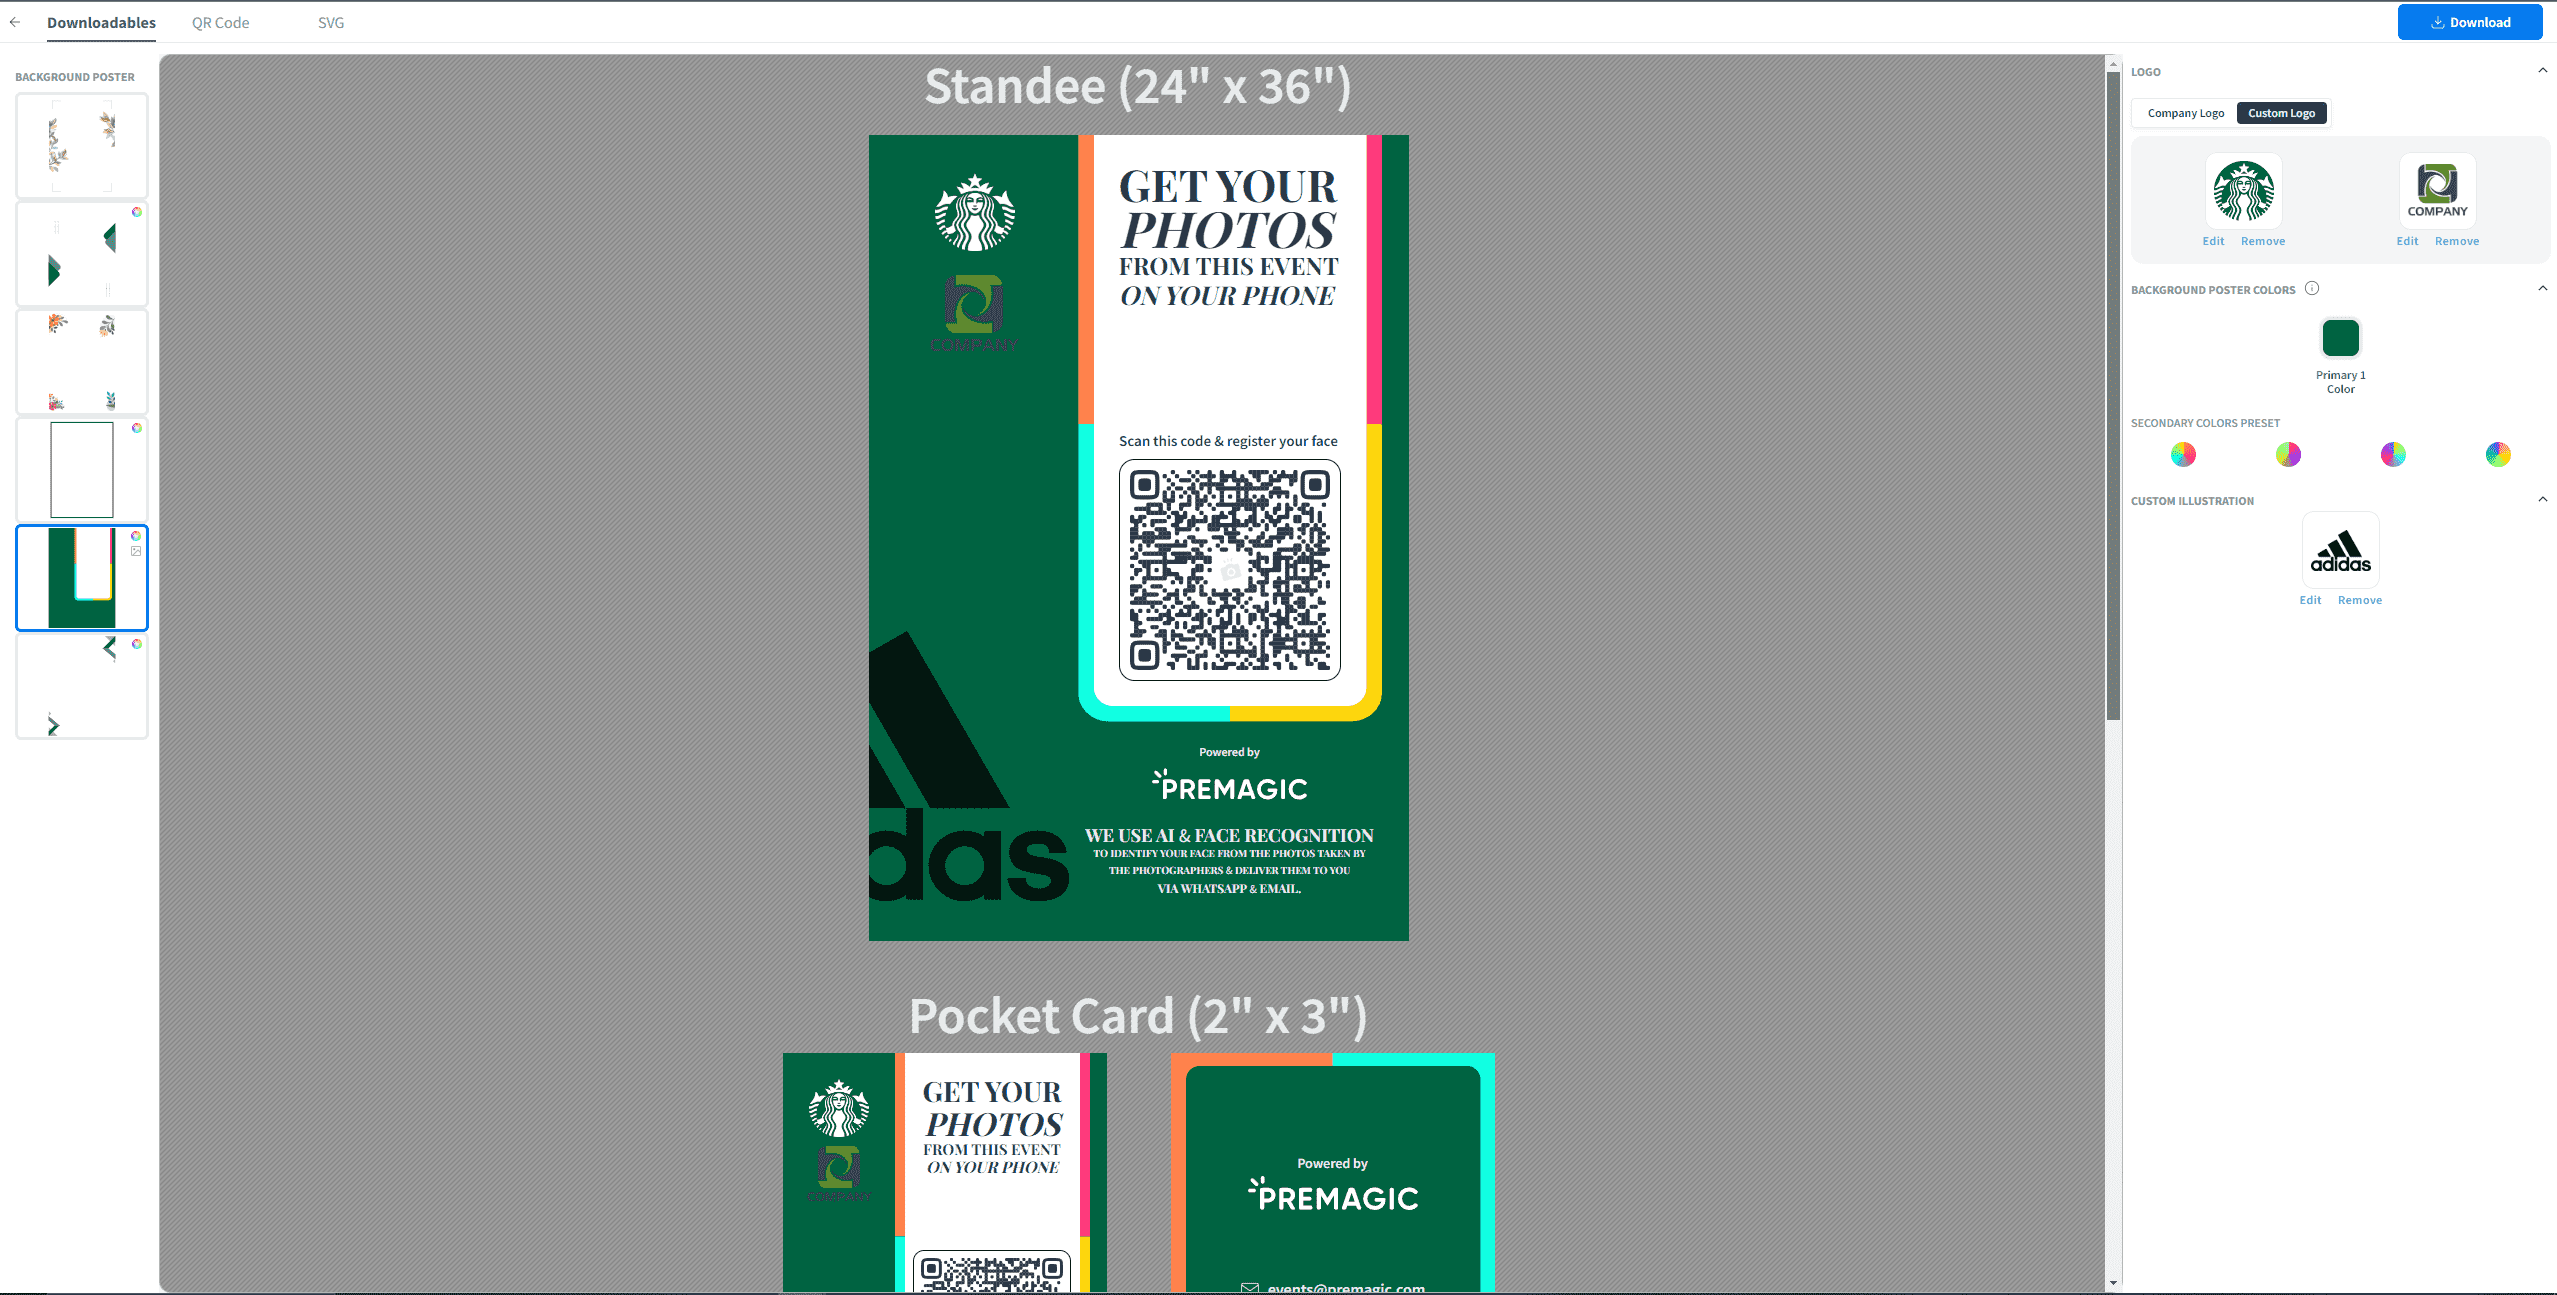 Downloadables
QR Code
SVG
Download
BACKGROUND POSTER
Standee (24" x 36")
GET YOUR
PHOTOS
FROM THIS EVENT
ON YOUR PHONE
COMPANY
Scan this code & register your face
das
Powered by
PREMAGIC
WE USE AI & FACE RECOGNITION
TO IDENTIFY YOUR FACE FROM THE PHOTOS TAKEN BY
THE PHOTOGRAPHERS & DELIVER THEM TO YOU
VIA WHATSAPP & EMAIL.
Pocket Card (2" x 3")
GET YOUR
PHOTOS
FROM THIS EVENT
ON YOUR PHONE
COMPANY
Powered by
PREMAGIC
events@premagic.com
LOGO
Company Logo
Custom Logo
COMPANY
Edit Remove
Edit Remove
BACKGROUND POSTER COLORS
Primary 1
Color
SECONDARY COLORS PRESET
CUSTOM ILLUSTRATION
adidas
Edit Remove